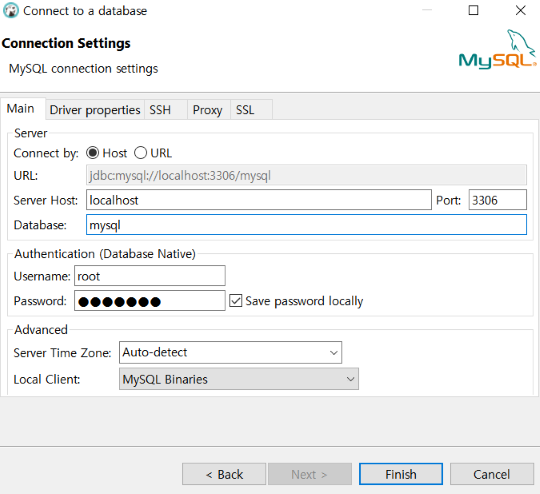 Connect to a database
Connection Settings
MySQL connection settings
MySQL
Main Driver properties SSH Proxy SSL
Server
Connect by: Host URL
URL: jdbc:mysql://localhost:3306/mysql
Server Host: localhost Port: 3306
Database: mysql
Authentication (Database Native)
Username: root
Password: ●●●●●●● Save password locally
Advanced
Server Time Zone: Auto-detect
Local Client: MySQL Binaries
< Back Next > Finish Cancel